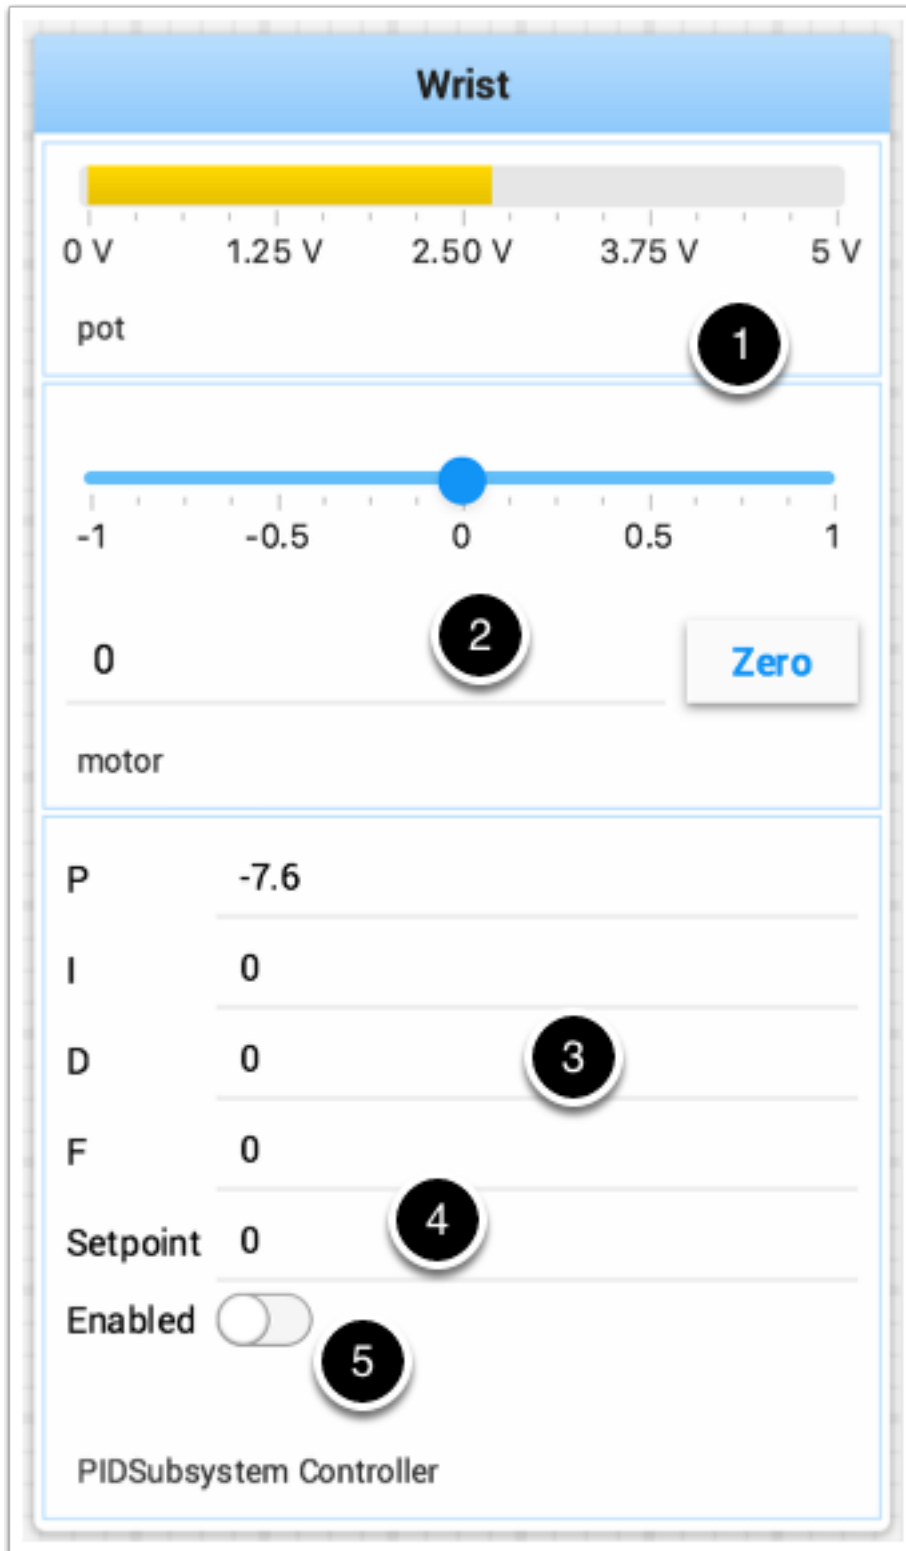 Wrist
0 V 1.25 V 2.50 V 3.75 V 5 V
pot
1
-1 -0.5 0 0.5 1
2
0 Zero
motor
P -7.6
I 0
D 0
3
F 0
4
Setpoint 0
Enabled
5
PIDSubsystem Controller